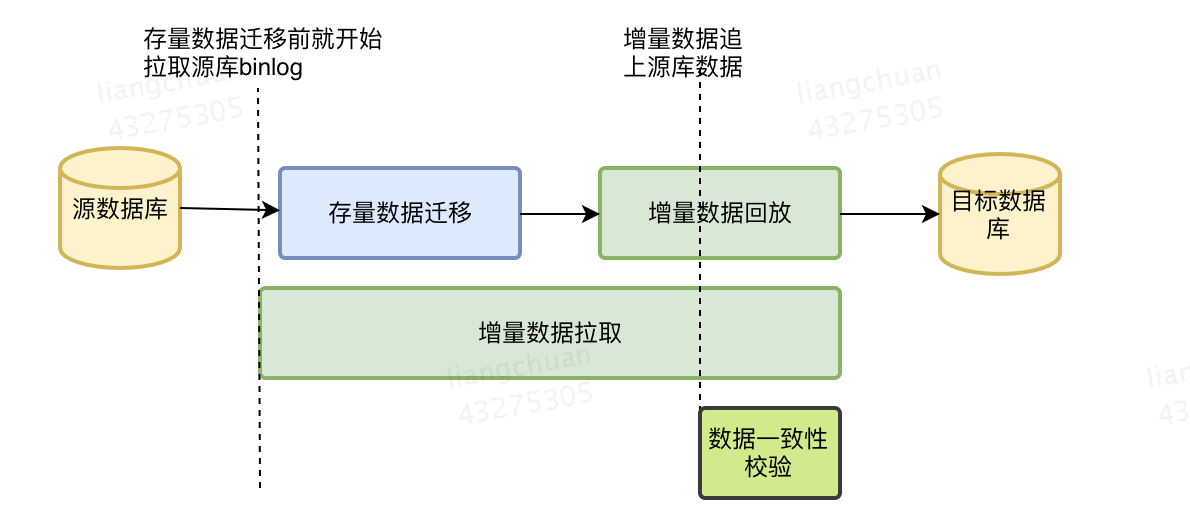 存量数据迁移前就开始
拉取源库binlog
增量数据追
上源库数据
liangchuan
43275305
liangchuan
43275305
源数据库
存量数据迁移
增量数据回放
目标数据
库
增量数据拉取
liangchuan
43275305
数据一致性
校验